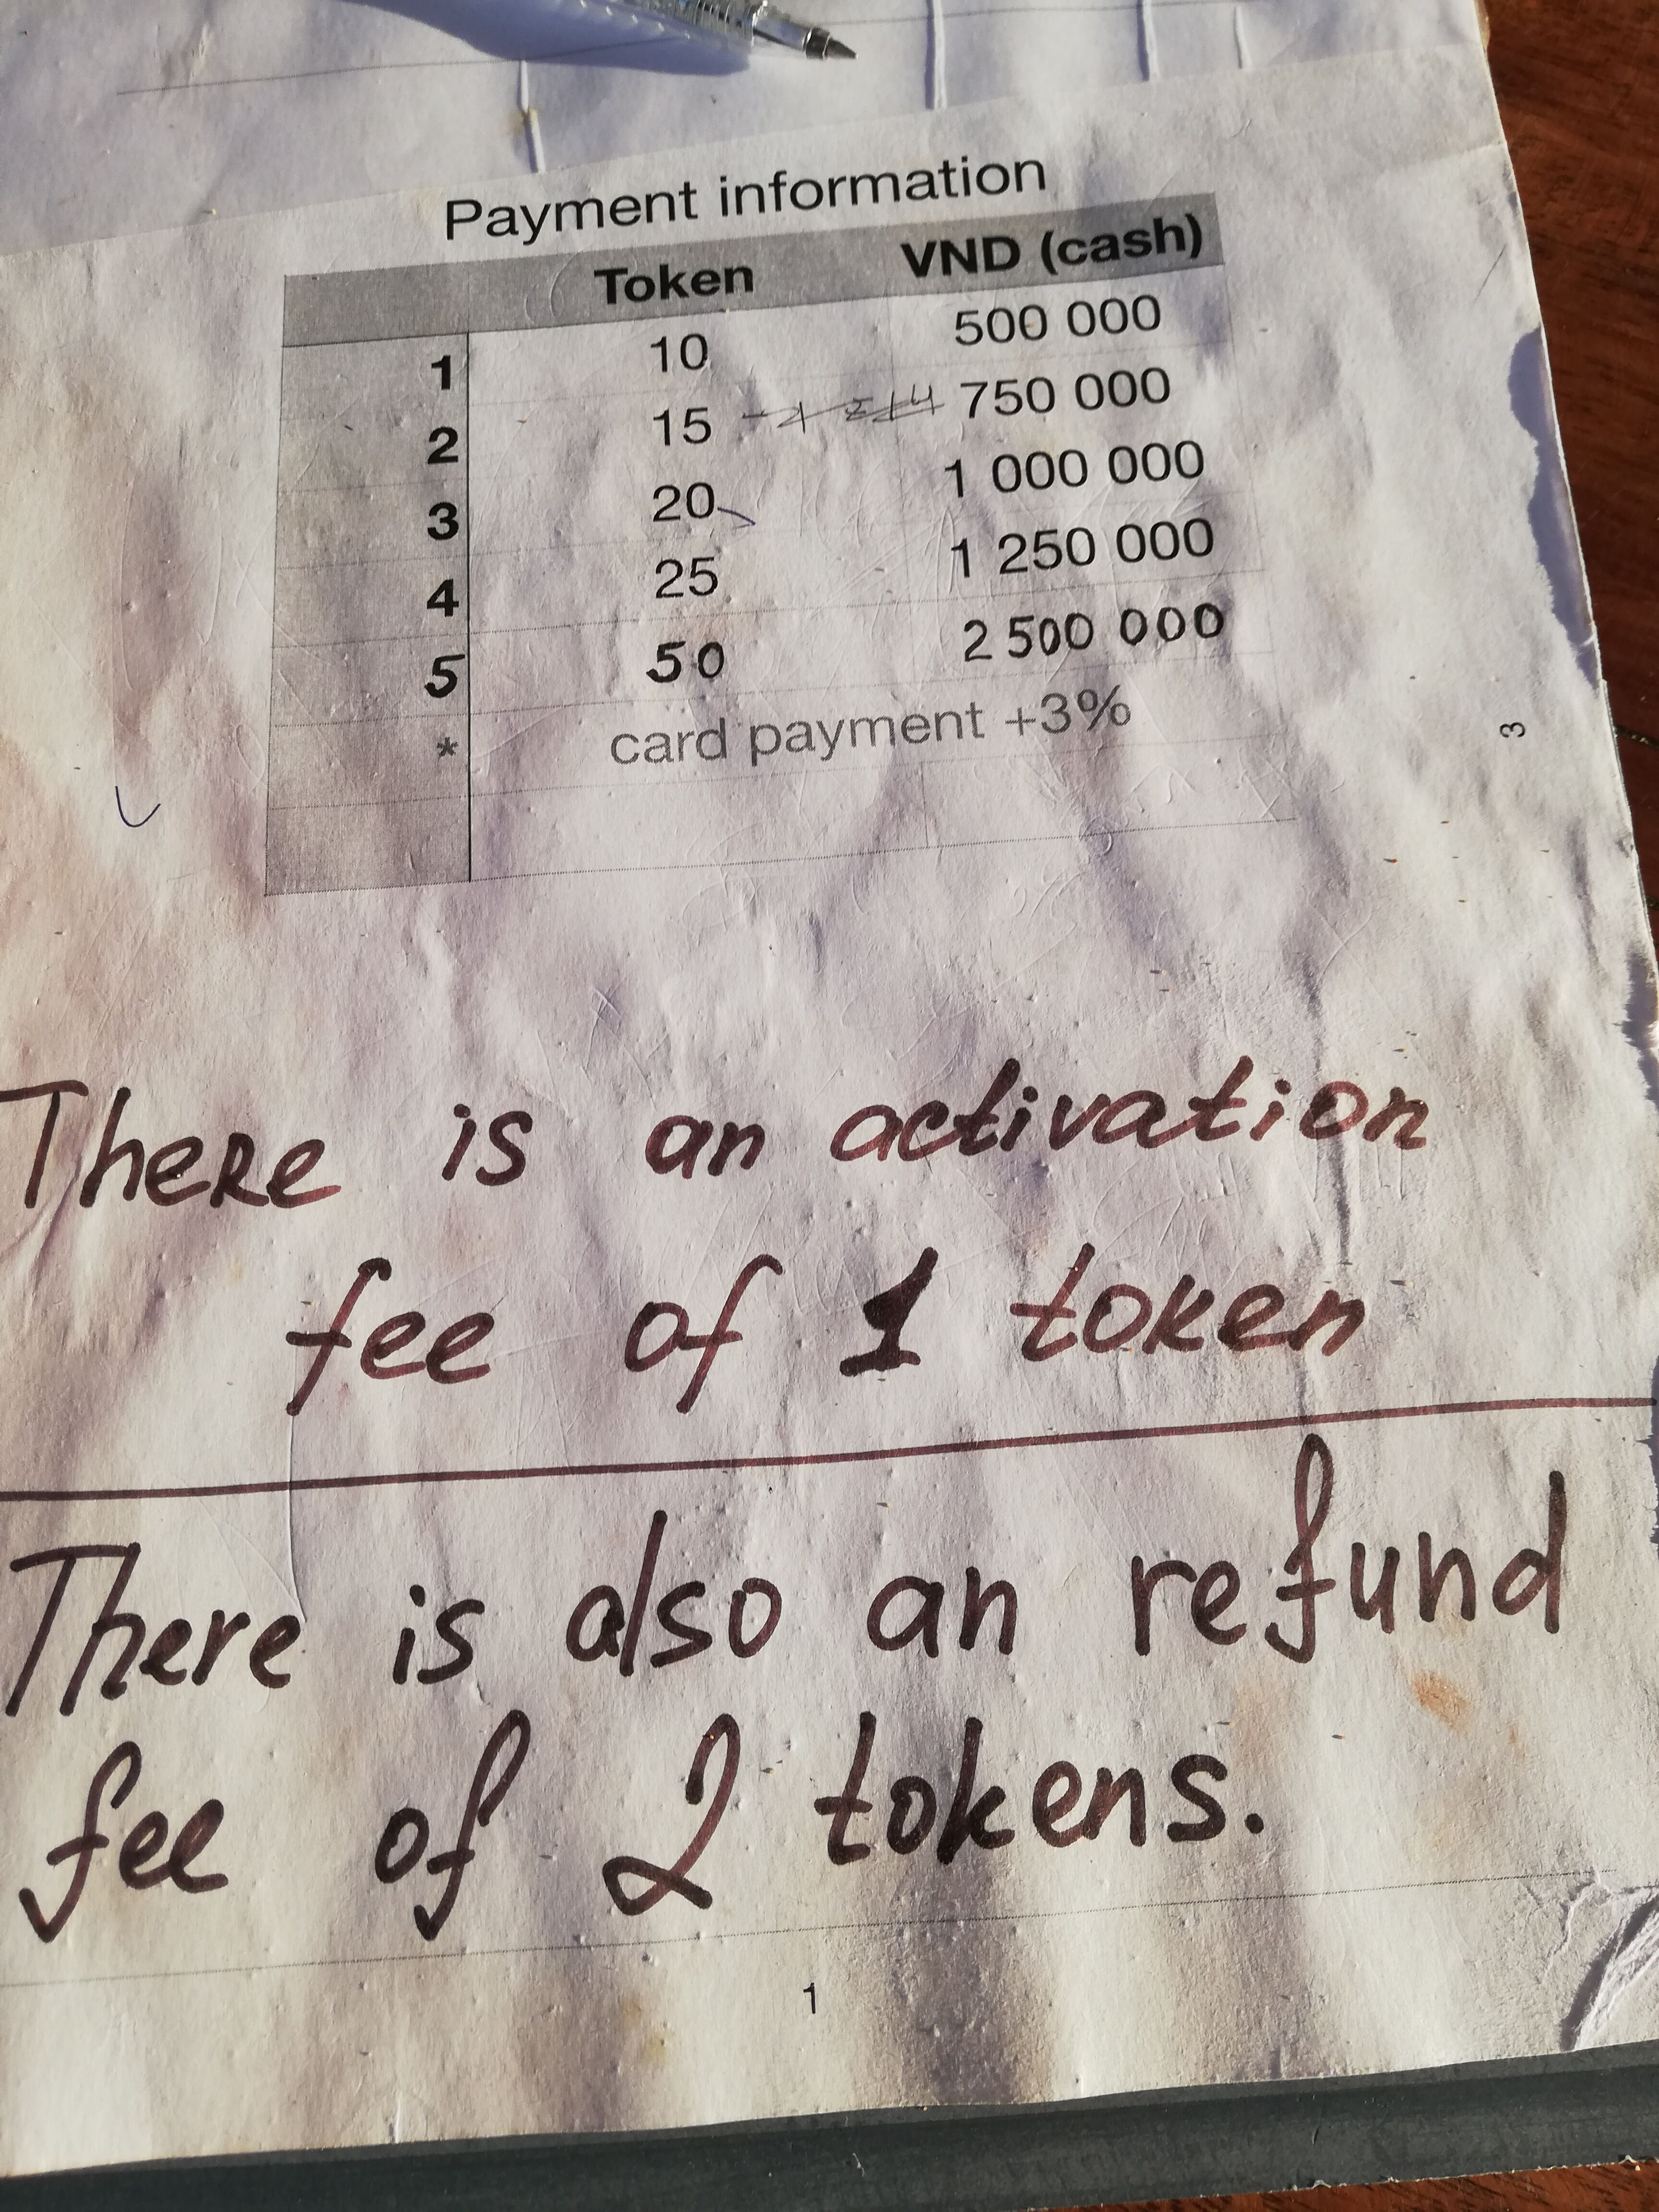 Payment information
Token VND (cash)
1 10 500 000
2 15 750 000
3 20 1 000 000
4 25 1 250 000
5 50 2 500 000
* card payment +3%
3
There is an activation
fee of 1 token
There is also an refund
fee of 2 tokens.
1